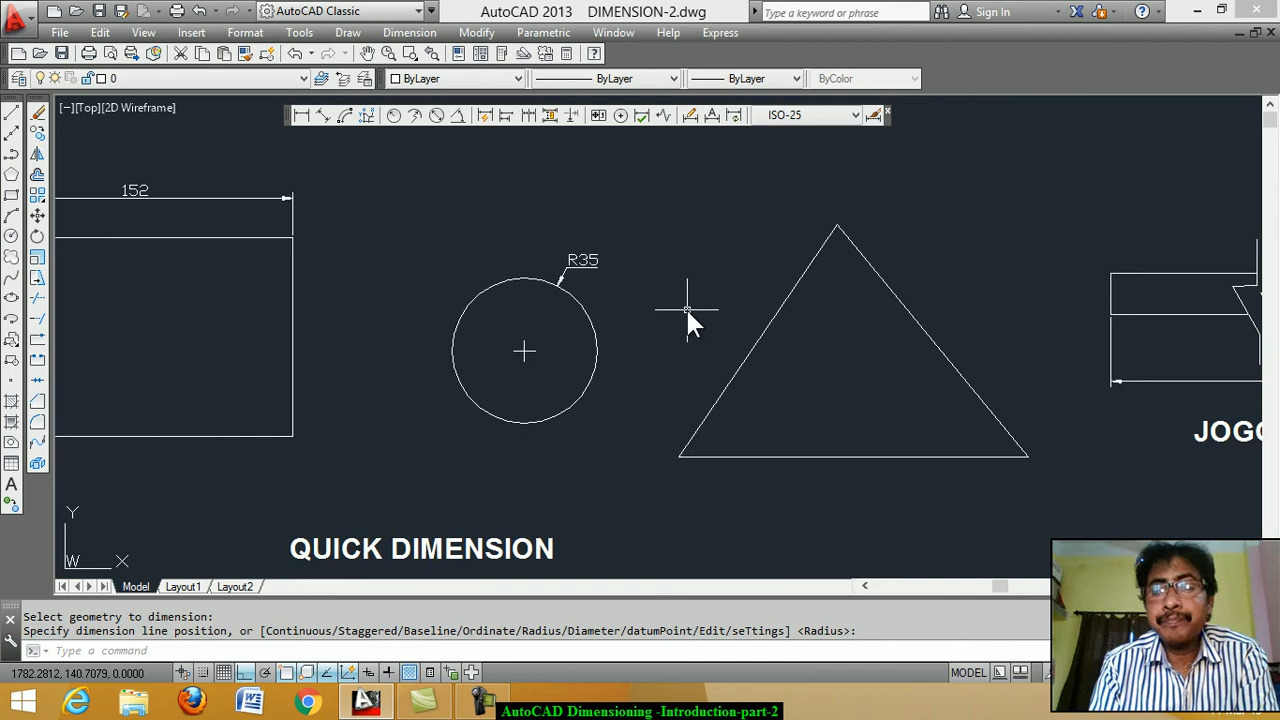 AutoCAD Classic
AutoCAD 2013 DIMENSION-2.dwg
Type a keyword or phrase
Sign In
File Edit View Insert Format Tools Draw Dimension Modify Parametric Window Help Express
0
ByLayer
ByLayer
ByLayer
ByColor
[−][Top][2D Wireframe]
ISO-25
152
R35
JOGG
QUICK DIMENSION
Y
W
X
Model Layout1 Layout2
Select geometry to dimension:
Specify dimension line position, or [Continuous/Staggered/Baseline/Ordinate/Radius/Diameter/datumPoint/Edit/seTtings] <Radius>:
Type a command
1782.2812, 140.7079, 0.0000
MODEL
AutoCAD Dimensioning -Introduction-part-2